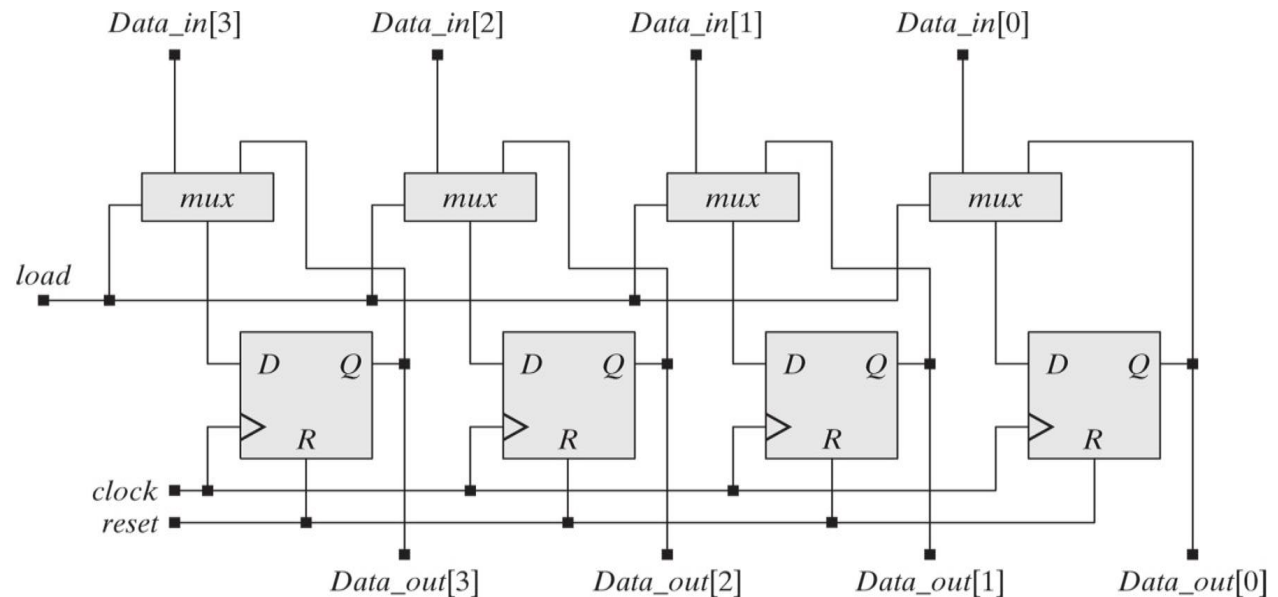 Data_in[3] Data_in[2] Data_in[1] Data_in[0]
mux mux mux mux
load
D Q D Q D Q D Q
R R R R
clock
reset
Data_out[3] Data_out[2] Data_out[1] Data_out[0]